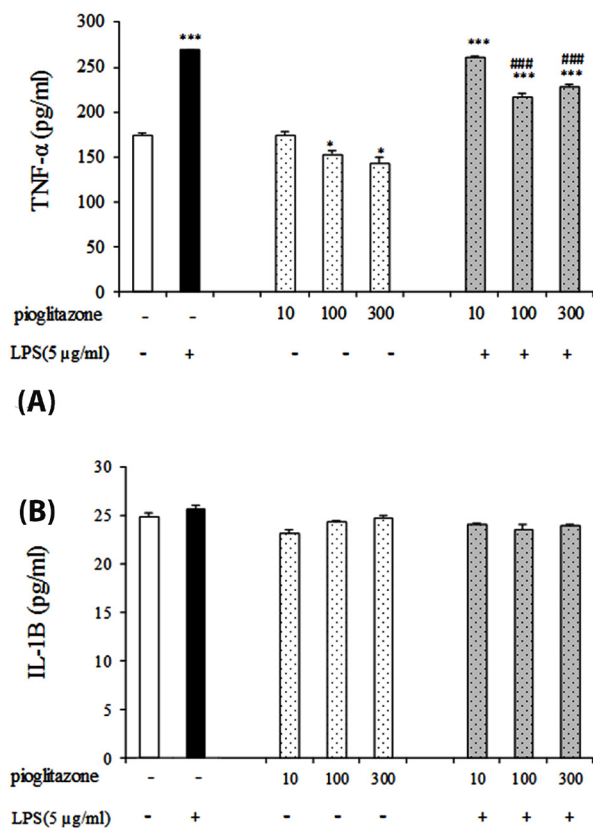 300
250
200
150
100
50
0
TNF-α (pg/ml)
***
* *
*** ### ###
*** ***
pioglitazone - - 10 100 300 10 100 300
LPS(5 µg/ml) - + - - - + + +
(A)
(B)
30
25
20
15
10
5
0
IL-1B (pg/ml)
pioglitazone - - 10 100 300 10 100 300
LPS(5 µg/ml) - + - - - + + +